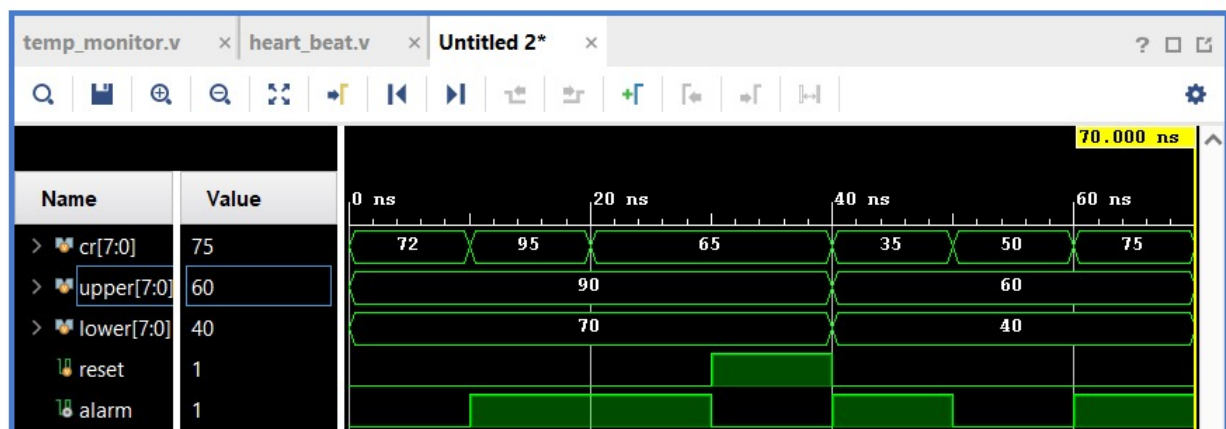 temp_monitor.v × heart_beat.v × Untitled 2* ×
70.000 ns
Name Value
0 ns 20 ns 40 ns 60 ns
cr[7:0] 75 72 95 65 35 50 75
upper[7:0] 60 90 60
lower[7:0] 40 70 40
reset 1
alarm 1